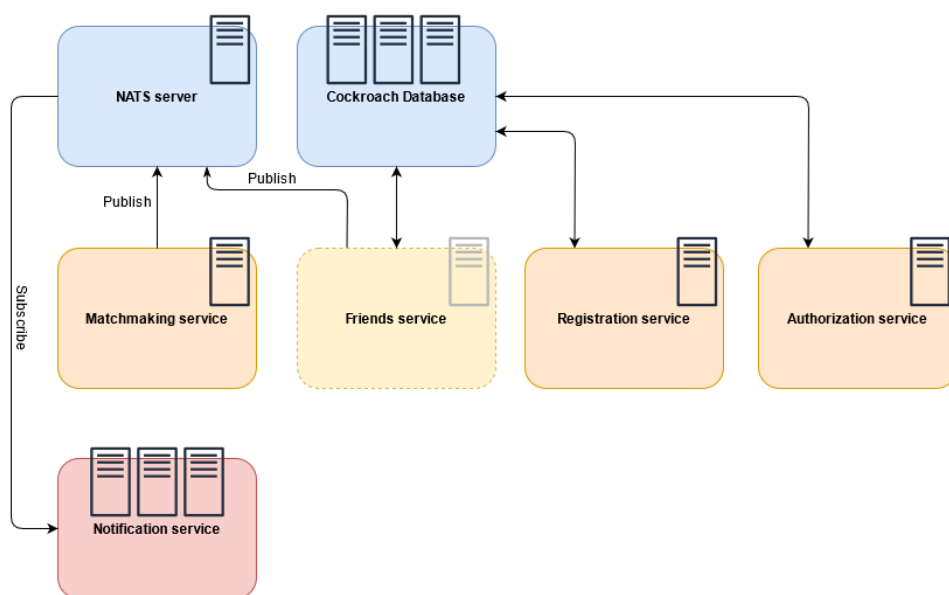 NATS server
Cockroach Database
Publish
Publish
Matchmaking service
Friends service
Registration service
Authorization service
Subscribe
Notification service